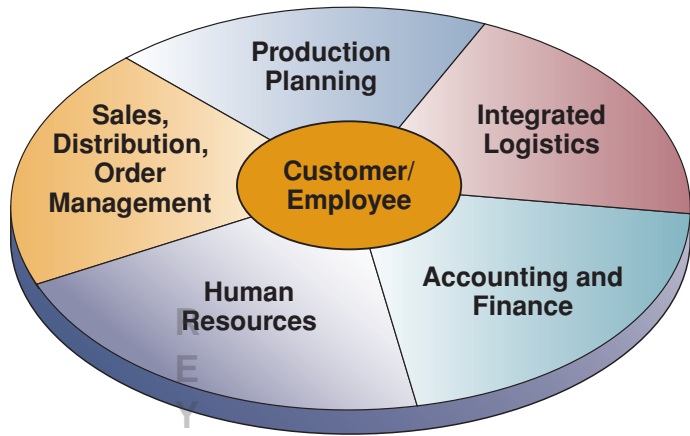 Production
Planning
Integrated
Logistics
Sales,
Distribution,
Order
Management
Customer/
Employee
Accounting and
Finance
Human
Resources
R
E
Y